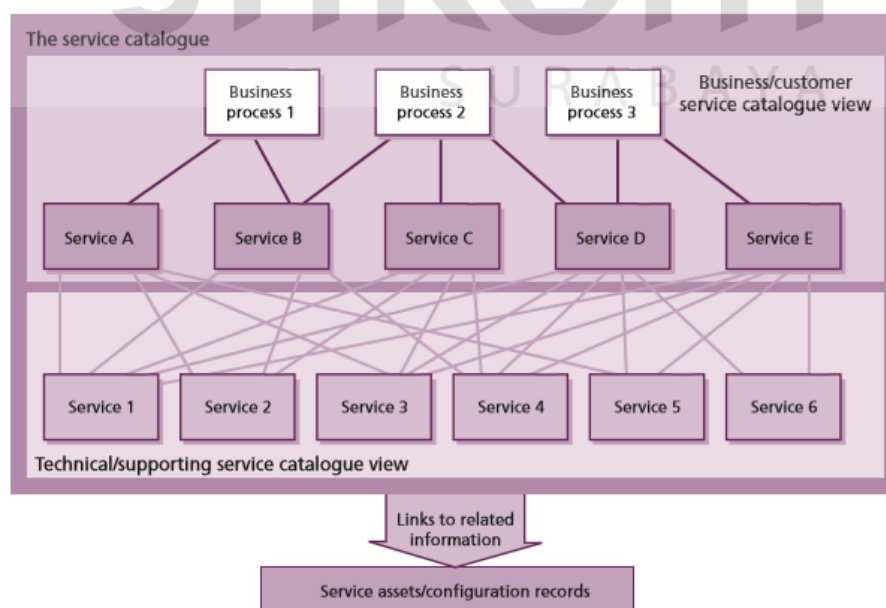 The service catalogue
SURABAYA
Business
process 1
Business
process 2
Business
process 3
Business/customer
service catalogue view
Service A
Service B
Service C
Service D
Service E
Service 1
Service 2
Service 3
Service 4
Service 5
Service 6
Technical/supporting service catalogue view
Links to related
information
Service assets/configuration records